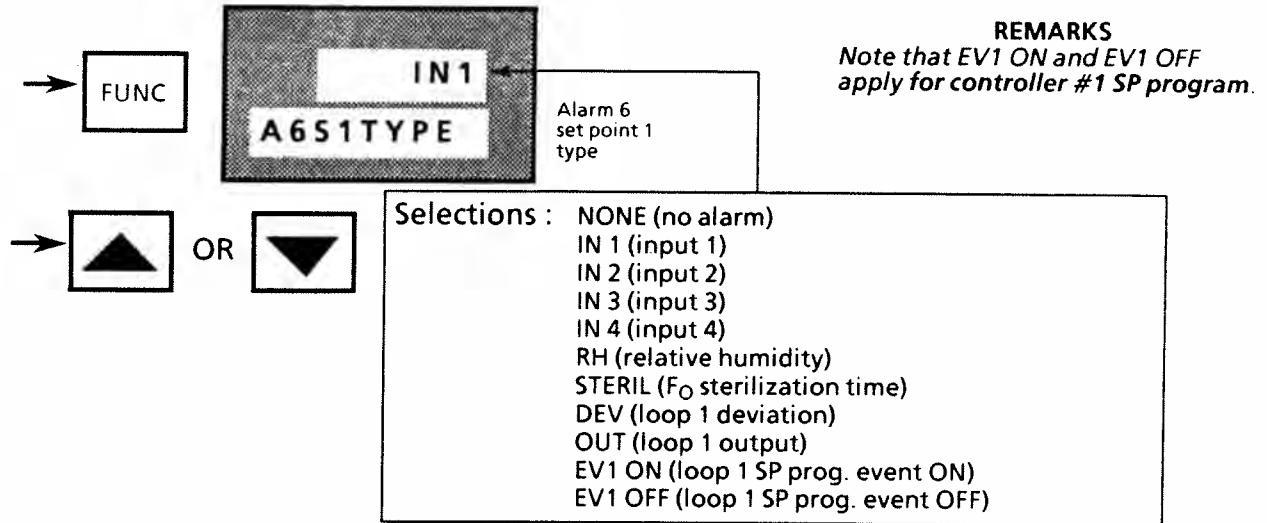 FUNC
IN1
A6S1TYPE
Alarm 6
set point 1
type
REMARKS
Note that EV1 ON and EV1 OFF
apply for controller #1 SP program.
OR
Selections :
NONE (no alarm)
IN 1 (input 1)
IN 2 (input 2)
IN 3 (input 3)
IN 4 (input 4)
RH (relative humidity)
STERIL (FO sterilization time)
DEV (loop 1 deviation)
OUT (loop 1 output)
EV1 ON (loop 1 SP prog. event ON)
EV1 OFF (loop 1 SP prog. event OFF)